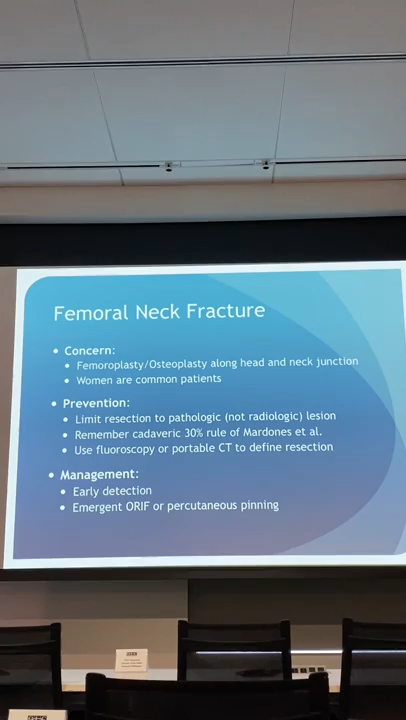 Femoral Neck Fracture
• Concern:
• Femoroplasty/Osteoplasty along head and neck junction
• Women are common patients
• Prevention:
• Limit resection to pathologic (not radiologic) lesion
• Remember cadaveric 30% rule of Mardones et al.
• Use fluoroscopy or portable CT to define resection
• Management:
• Early detection
• Emergent ORIF or percutaneous pinning